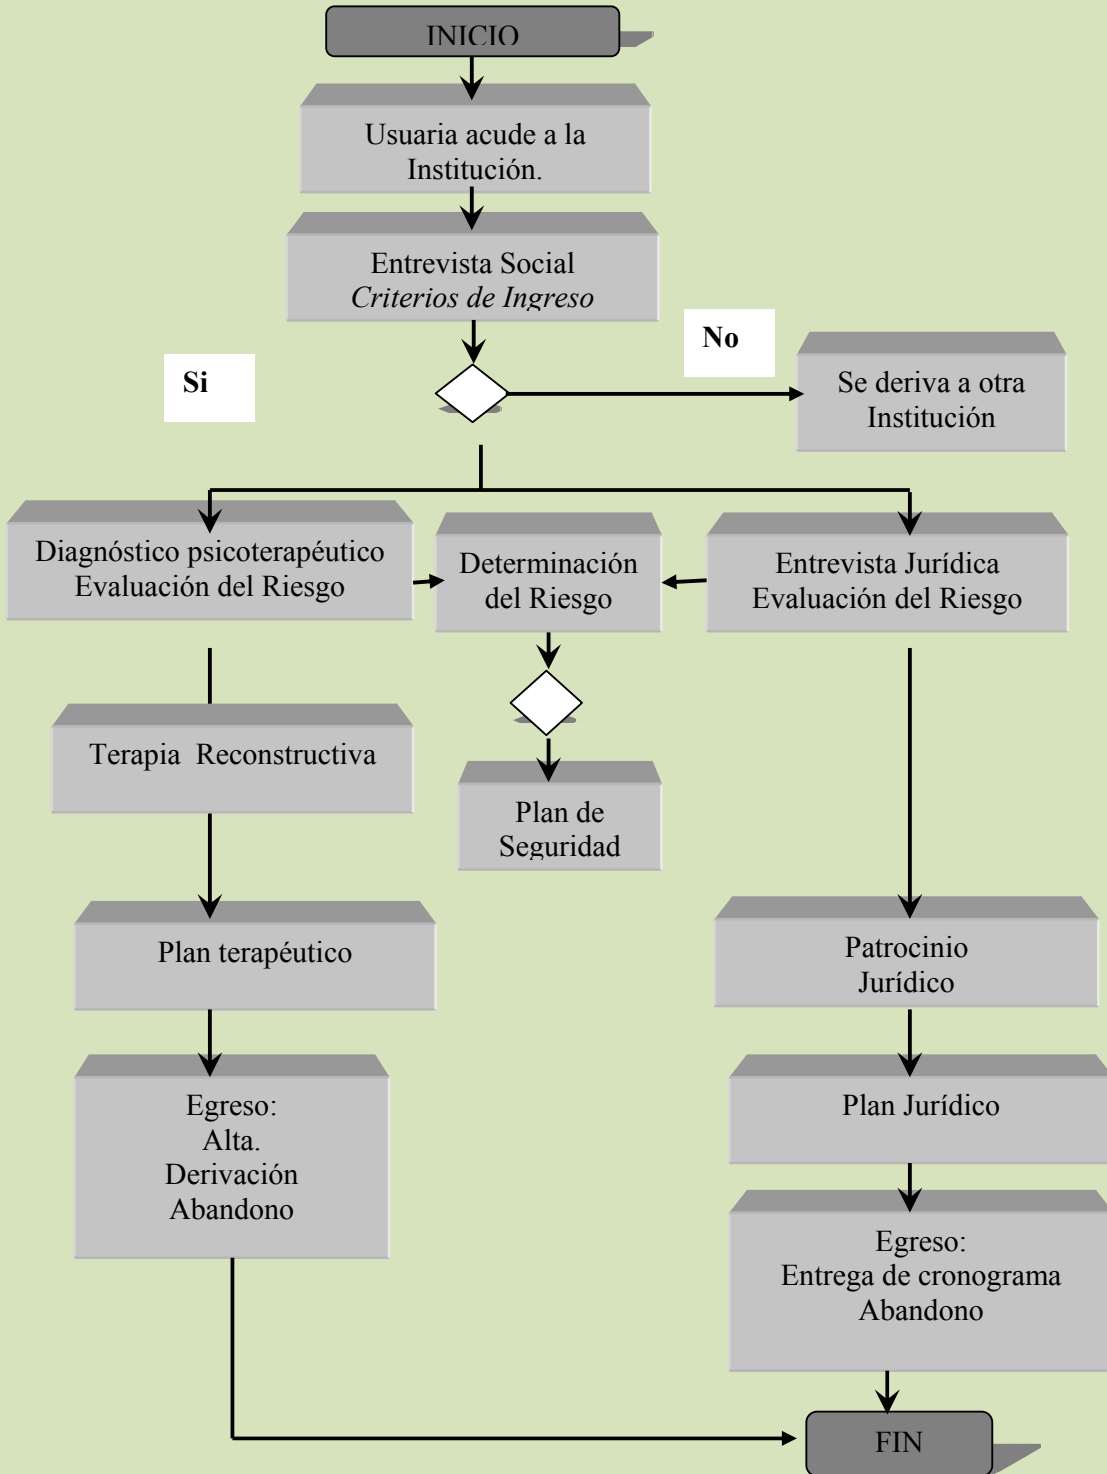 INICIO
Usuaria acude a la
Institución.
Entrevista Social
Criterios de Ingreso
No
Si
Se deriva a otra
Institución
Diagnóstico psicoterapéutico
Evaluación del Riesgo
Determinación
del Riesgo
Entrevista Jurídica
Evaluación del Riesgo
Terapia  Reconstructiva
Plan de
Seguridad
Plan terapéutico
Patrocinio
Jurídico
Egreso:
Alta.
Derivación
Abandono
Plan Jurídico
Egreso:
Entrega de cronograma
Abandono
FIN